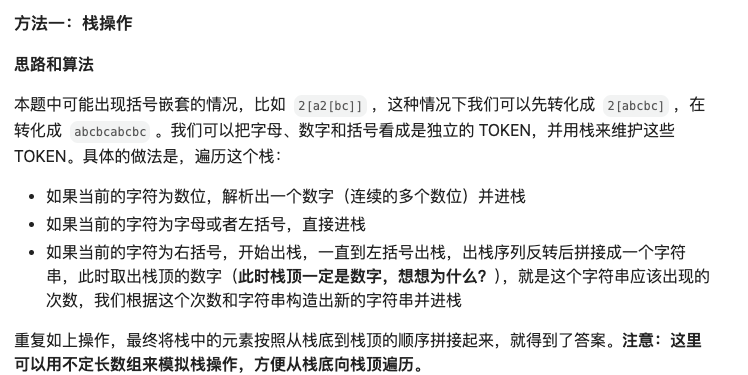 方法一：栈操作
思路和算法
本题中可能出现括号嵌套的情况，比如 2[a2[bc]] ，这种情况下我们可以先转化成 2[abcbc] ，在
转化成 abcbcabcbc 。我们可以把字母、数字和括号看成是独立的 TOKEN，并用栈来维护这些
TOKEN。具体的做法是，遍历这个栈：
• 如果当前的字符为数位，解析出一个数字（连续的多个数位）并进栈
• 如果当前的字符为字母或者左括号，直接进栈
• 如果当前的字符为右括号，开始出栈，一直到左括号出栈，出栈序列反转后拼接成一个字符
串，此时取出栈顶的数字（此时栈顶一定是数字，想想为什么？），就是这个字符串应该出现的
次数，我们根据这个次数和字符串构造出新的字符串并进栈
重复如上操作，最终将栈中的元素按照从栈底到栈顶的顺序拼接起来，就得到了答案。注意：这里
可以用不定长数组来模拟栈操作，方便从栈底向栈顶遍历。